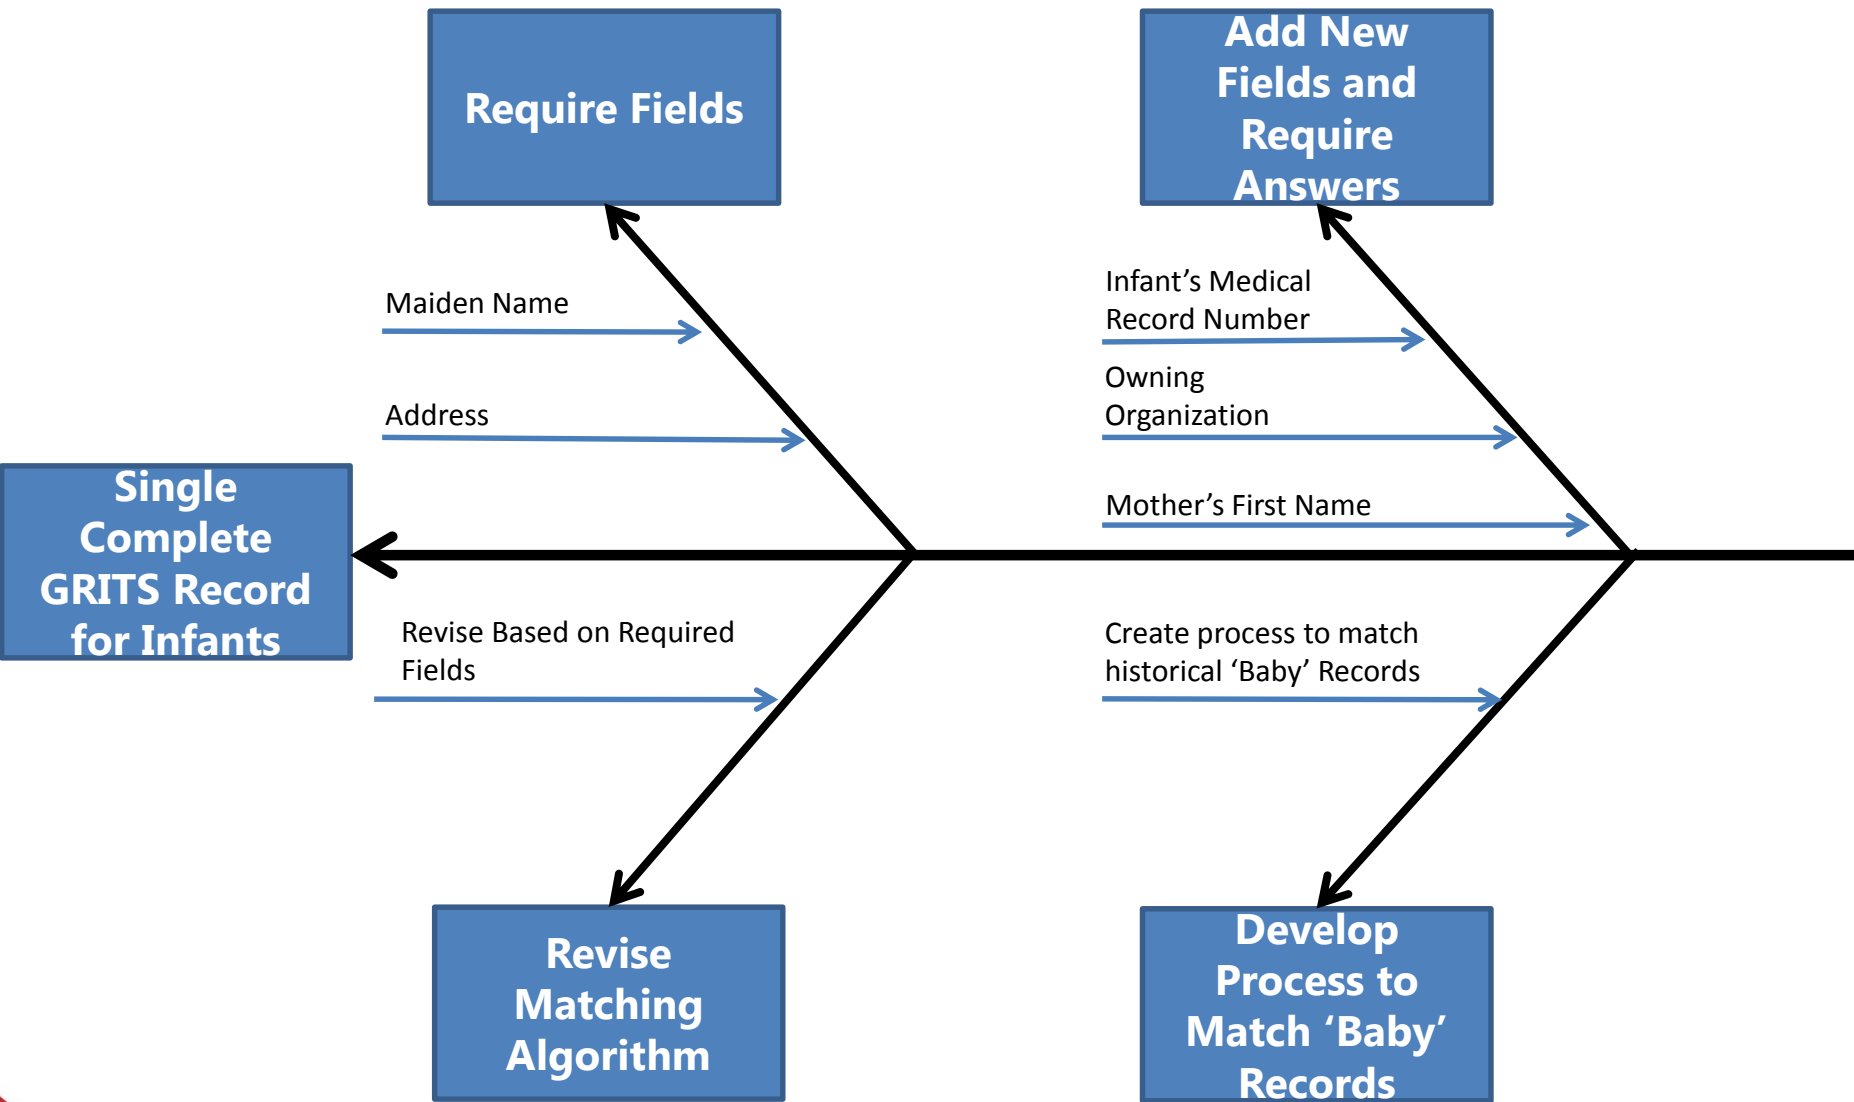 Require Fields
Add New
Fields and
Require
Answers
Maiden Name
Address
Infant’s Medical
Record Number
Owning
Organization
Mother’s First Name
Single
Complete
GRITS Record
for Infants
Revise Based on Required
Fields
Create process to match
historical ‘Baby’ Records
Revise
Matching
Algorithm
Develop
Process to
Match ‘Baby’
Records